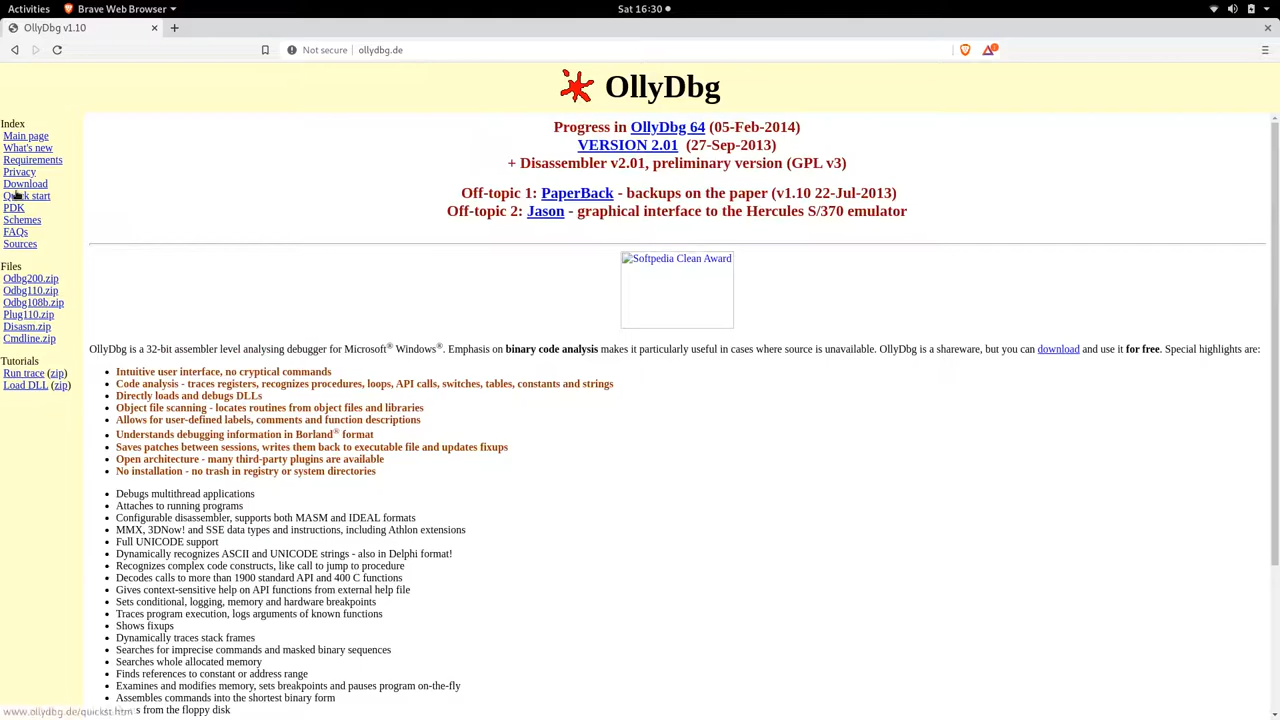 Activities Brave Web Browser Sat 16:30
OllyDbg v1.10
Not secure ollydbg.de
OllyDbg
Index
Main page
What's new
Requirements
Privacy
Download
Quick start
PDK
Schemes
FAQs
Sources
Files
Odbg200.zip
Odbg110.zip
Odbg108b.zip
Plug110.zip
Disasm.zip
Cmdline.zip
Tutorials
Run trace (zip)
Load DLL (zip)
Progress in OllyDbg 64 (05-Feb-2014)
VERSION 2.01 (27-Sep-2013)
+ Disassembler v2.01, preliminary version (GPL v3)
Off-topic 1: PaperBack - backups on the paper (v1.10 22-Jul-2013)
Off-topic 2: Jason - graphical interface to the Hercules S/370 emulator
Softpedia Clean Award
OllyDbg is a 32-bit assembler level analysing debugger for Microsoft® Windows®. Emphasis on binary code analysis makes it particularly useful in cases where source is unavailable. OllyDbg is a shareware, but you can download and use it for free. Special highlights are:
Intuitive user interface, no cryptical commands
Code analysis - traces registers, recognizes procedures, loops, API calls, switches, tables, constants and strings
Directly loads and debugs DLLs
Object file scanning - locates routines from object files and libraries
Allows for user-defined labels, comments and function descriptions
Understands debugging information in Borland® format
Saves patches between sessions, writes them back to executable file and updates fixups
Open architecture - many third-party plugins are available
No installation - no trash in registry or system directories
Debugs multithread applications
Attaches to running programs
Configurable disassembler, supports both MASM and IDEAL formats
MMX, 3DNow! and SSE data types and instructions, including Athlon extensions
Full UNICODE support
Dynamically recognizes ASCII and UNICODE strings - also in Delphi format!
Recognizes complex code constructs, like call to jump to procedure
Decodes calls to more than 1900 standard API and 400 C functions
Gives context-sensitive help on API functions from external help file
Sets conditional, logging, memory and hardware breakpoints
Traces program execution, logs arguments of known functions
Shows fixups
Dynamically traces stack frames
Searches for imprecise commands and masked binary sequences
Searches whole allocated memory
Finds references to constant or address range
Examines and modifies memory, sets breakpoints and pauses program on-the-fly
Assembles commands into the shortest binary form
s from the floppy disk
www.ollydbg.de/quickst.htm